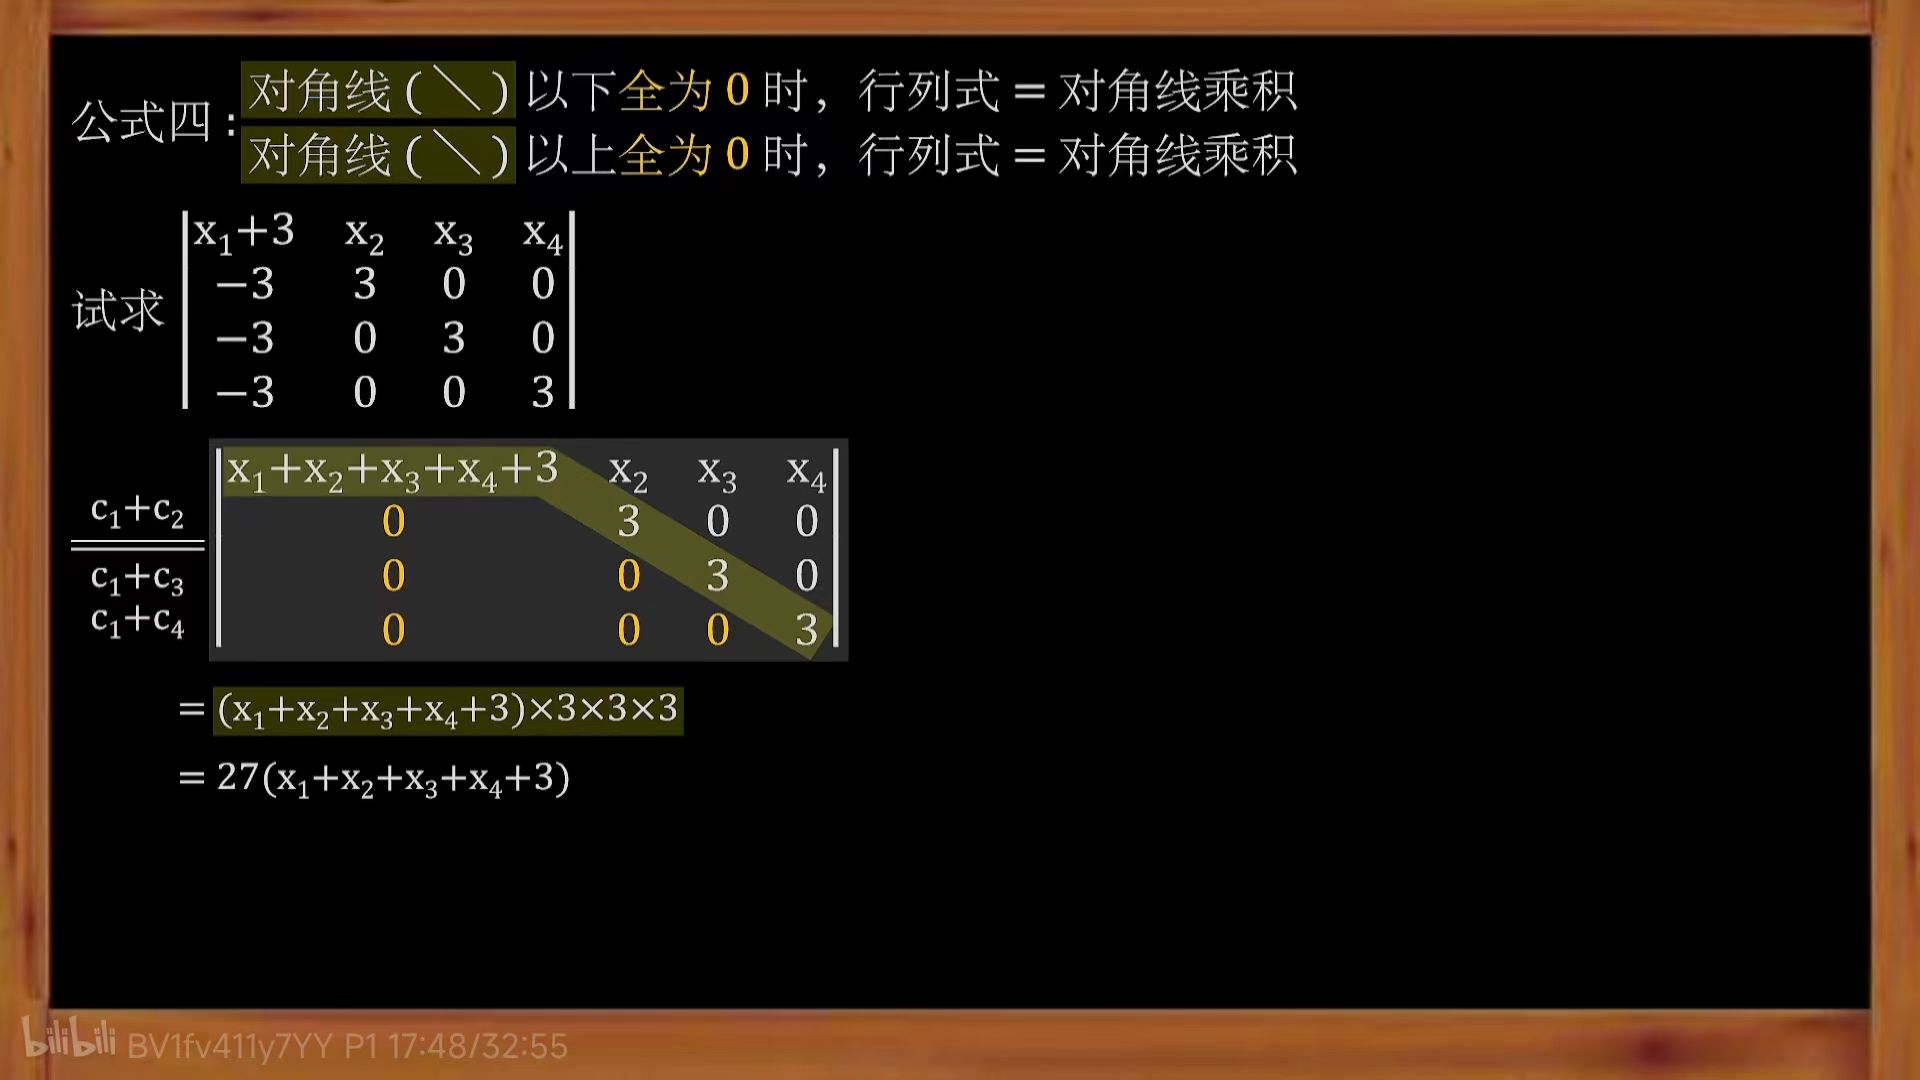 公式四：对角线(＼)以下全为 0 时，行列式 = 对角线乘积
对角线(＼)以上全为 0 时，行列式 = 对角线乘积
试求
x₁+3 x₂ x₃ x₄
−3 3 0 0
−3 0 3 0
−3 0 0 3
c₁+c₂
c₁+c₃
c₁+c₄
x₁+x₂+x₃+x₄+3 x₂ x₃ x₄
0 3 0 0
0 0 3 0
0 0 0 3
= (x₁+x₂+x₃+x₄+3)×3×3×3
= 27(x₁+x₂+x₃+x₄+3)
bilibili BV1fv411y7YY P1 17:48/32:55